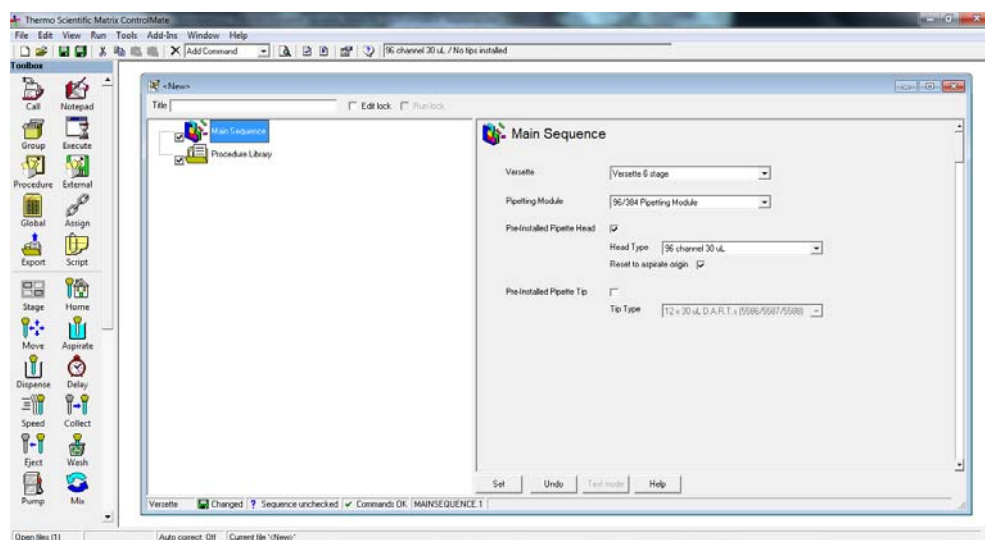 Thermo Scientific Matrix ControlMate
File Edit View Run Tools Add-Ins Window Help
Add Command 96 channel 30 uL / No tips installed
Toolbox
Call Notepad
Group Execute
Procedure External
Global Assign
Export Script
Stage Home
Move Aspirate
Dispense Delay
Speed Collect
Eject Wash
Pump Mix
<New>
Title Edit lock Run lock
Main Sequence
Procedure Library
Main Sequence
Versette Versette 6 stage
Pipetting Module 96/384 Pipetting Module
Pre-Installed Pipette Head
Head Type 96 channel 30 uL
Reset to aspirate origin
Pre-Installed Pipette Tip
Tip Type 12 x 30 uL D.A.R.T.s (5586/5587/5588)
Set Undo Test mode Help
Versette Changed ? Sequence unchecked Commands OK MAINSEQUENCE.1
Open files [1] Auto correct: Off Current file '<New>'